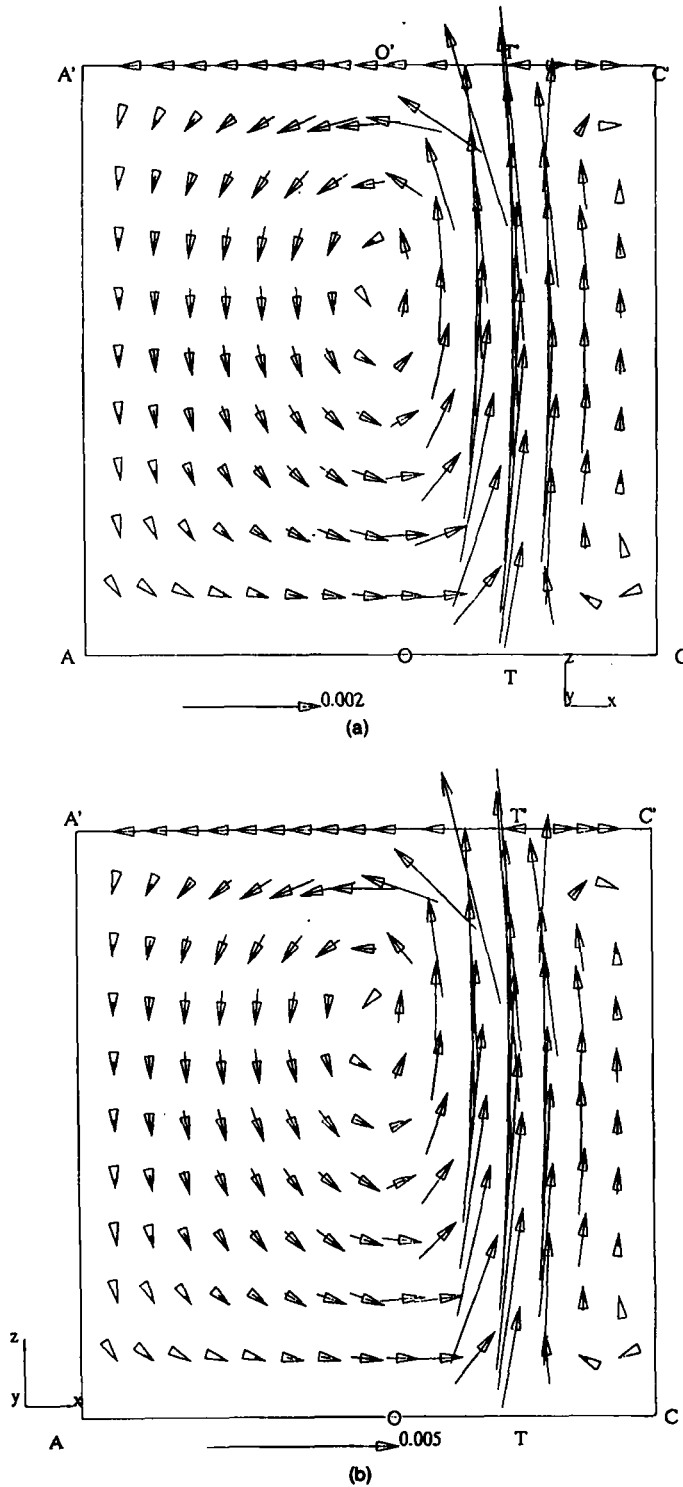 O' T'
A' C'
A O z C
T
y x
0.002
(a)
A' T' C'
z
y x
O C
A 0.005 T
(b)